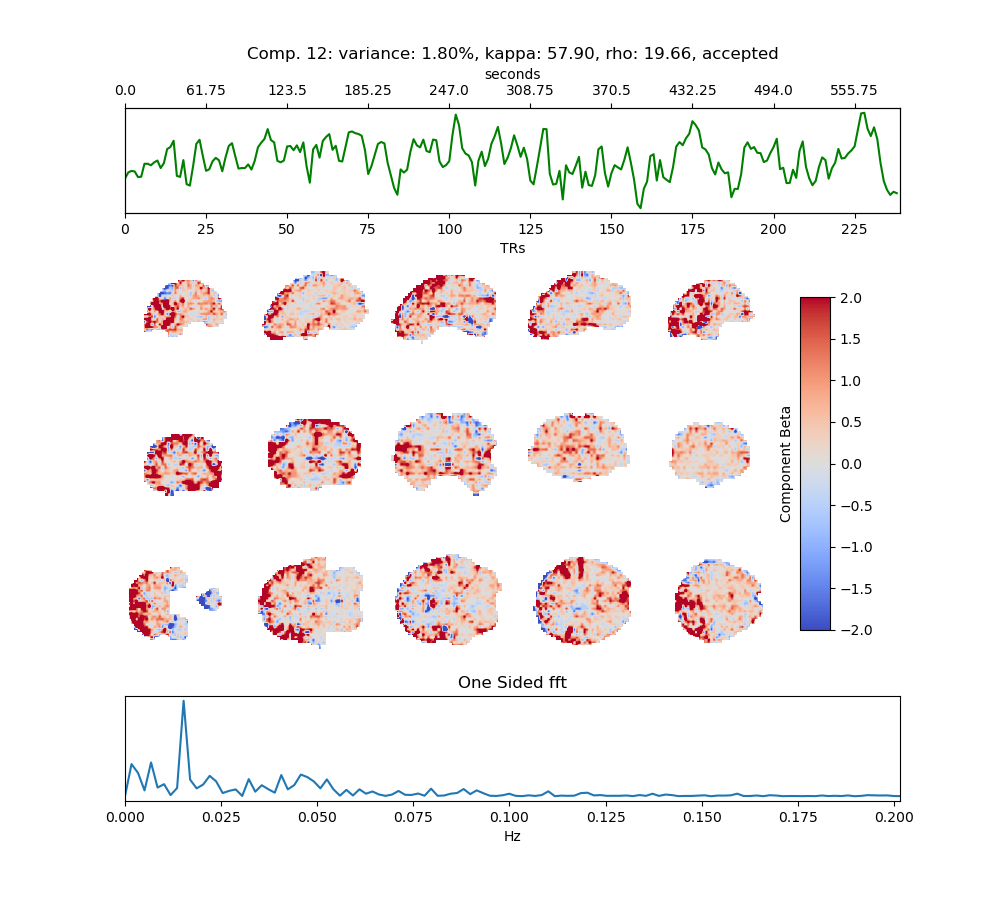 Comp. 12: variance: 1.80%, kappa: 57.90, rho: 19.66, accepted
seconds
0.0 61.75 123.5 185.25 247.0 308.75 370.5 432.25 494.0 555.75
0 25 50 75 100 125 150 175 200 225
TRs
2.0
1.5
1.0
0.5
0.0
−0.5
−1.0
−1.5
−2.0
Component Beta
One Sided fft
0.000 0.025 0.050 0.075 0.100 0.125 0.150 0.175 0.200
Hz